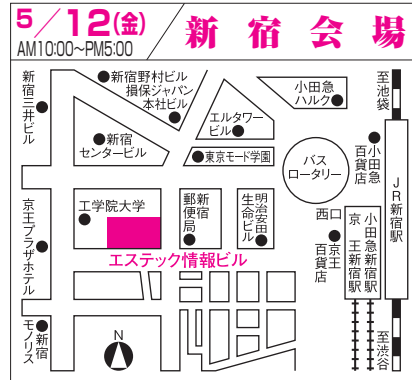 5／12(金)
AM10:00〜PM5:00
新宿会場
新宿三井ビル
新宿野村ビル
損保ジャパン
本社ビル
新宿
センタービル
エルタワー
ビル
小田急
ハルク
至池袋
東京モード学園
バス
ロータリー
小田急
百貨店
JR新宿駅
工学院大学
新宿
郵便局
明治安田
生命ビル
西口
京王
百貨店
小田急新宿駅
京王新宿駅
京王プラザホテル
エステック情報ビル
新宿
モノリス
N
至渋谷